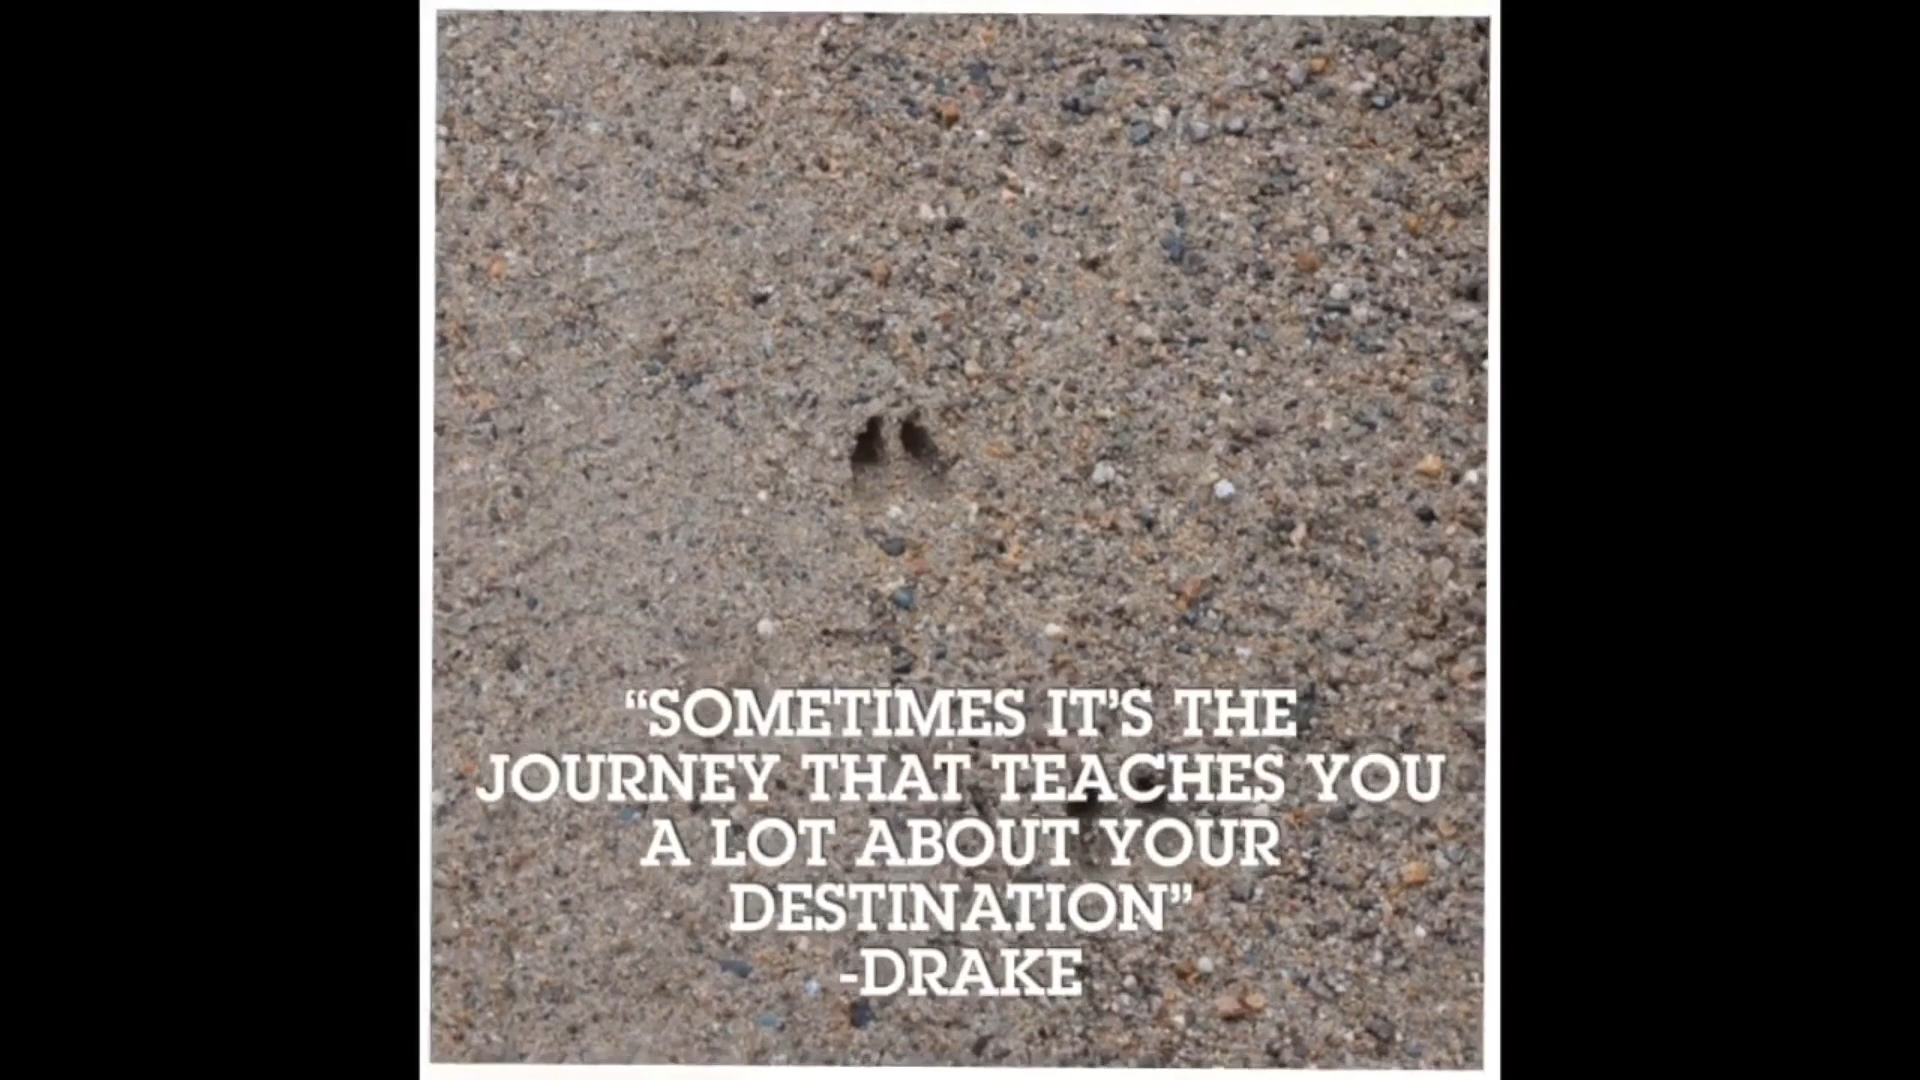 “SOMETIMES IT’S THE
JOURNEY THAT TEACHES YOU
A LOT ABOUT YOUR
DESTINATION”
-DRAKE